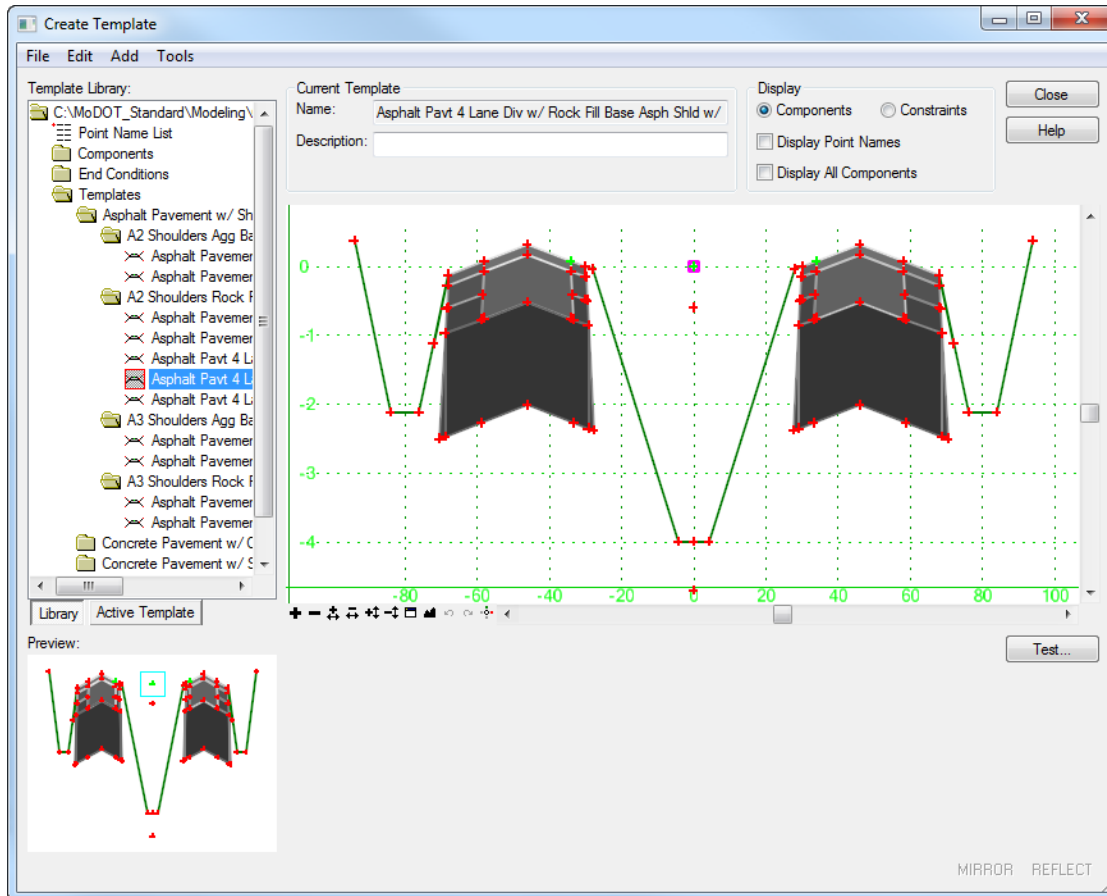 Create Template
File Edit Add Tools
Template Library:
C:\MoDOT_Standard\Modeling\
Point Name List
Components
End Conditions
Templates
Asphalt Pavement w/ Sh
A2 Shoulders Agg Ba
Asphalt Pavemer
Asphalt Pavemer
A2 Shoulders Rock F
Asphalt Pavemer
Asphalt Pavemer
Asphalt Pavt 4 La
Asphalt Pavt 4 La
Asphalt Pavt 4 La
A3 Shoulders Agg Ba
Asphalt Pavemer
Asphalt Pavemer
A3 Shoulders Rock F
Asphalt Pavemer
Asphalt Pavemer
Concrete Pavement w/ C
Concrete Pavement w/ S
Library Active Template
Current Template
Name: Asphalt Pavt 4 Lane Div w/ Rock Fill Base Asph Shld w/
Description:
Display
Components Constraints
Display Point Names
Display All Components
Close
Help
0
-1
-2
-3
-4
-80 -60 -40 -20 0 20 40 60 80 100
Preview:
Test...
MIRROR REFLECT